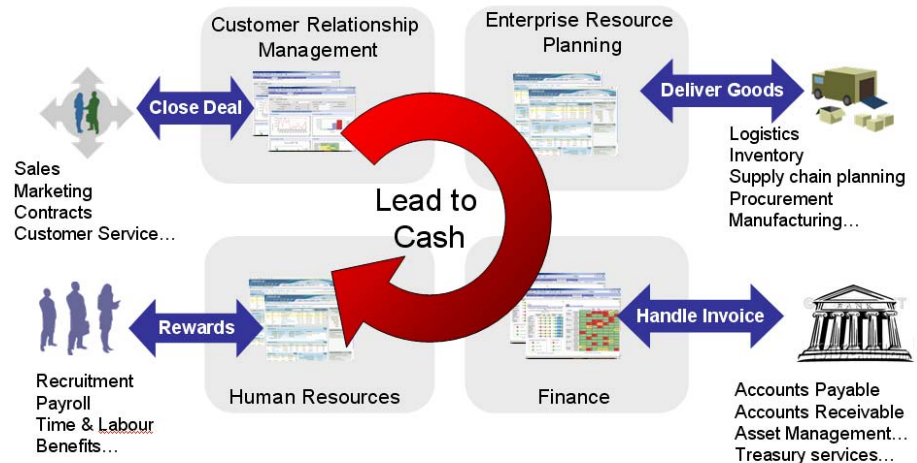 Customer Relationship
Management
Enterprise Resource
Planning
Close Deal
Deliver Goods
Sales
Marketing
Contracts
Customer Service…
Logistics
Inventory
Supply chain planning
Procurement
Manufacturing…
Lead to
Cash
Rewards
Handle Invoice
BANK
Recruitment
Payroll
Time & Labour
Benefits…
Human Resources
Finance
Accounts Payable
Accounts Receivable
Asset Management…
Treasury services…